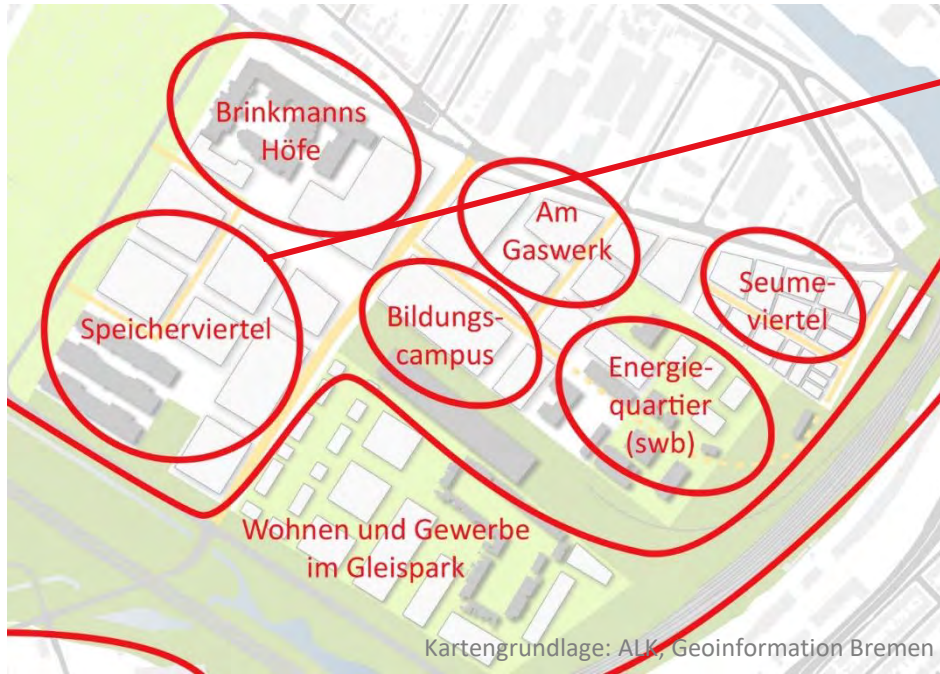 Brinkmanns
Höfe
Am
Gaswerk
Seume-
viertel
Speicherviertel
Bildungs-
campus
Energie-
quartier
(swb)
Wohnen und Gewerbe
im Gleispark
Kartengrundlage: ALK, Geoinformation Bremen